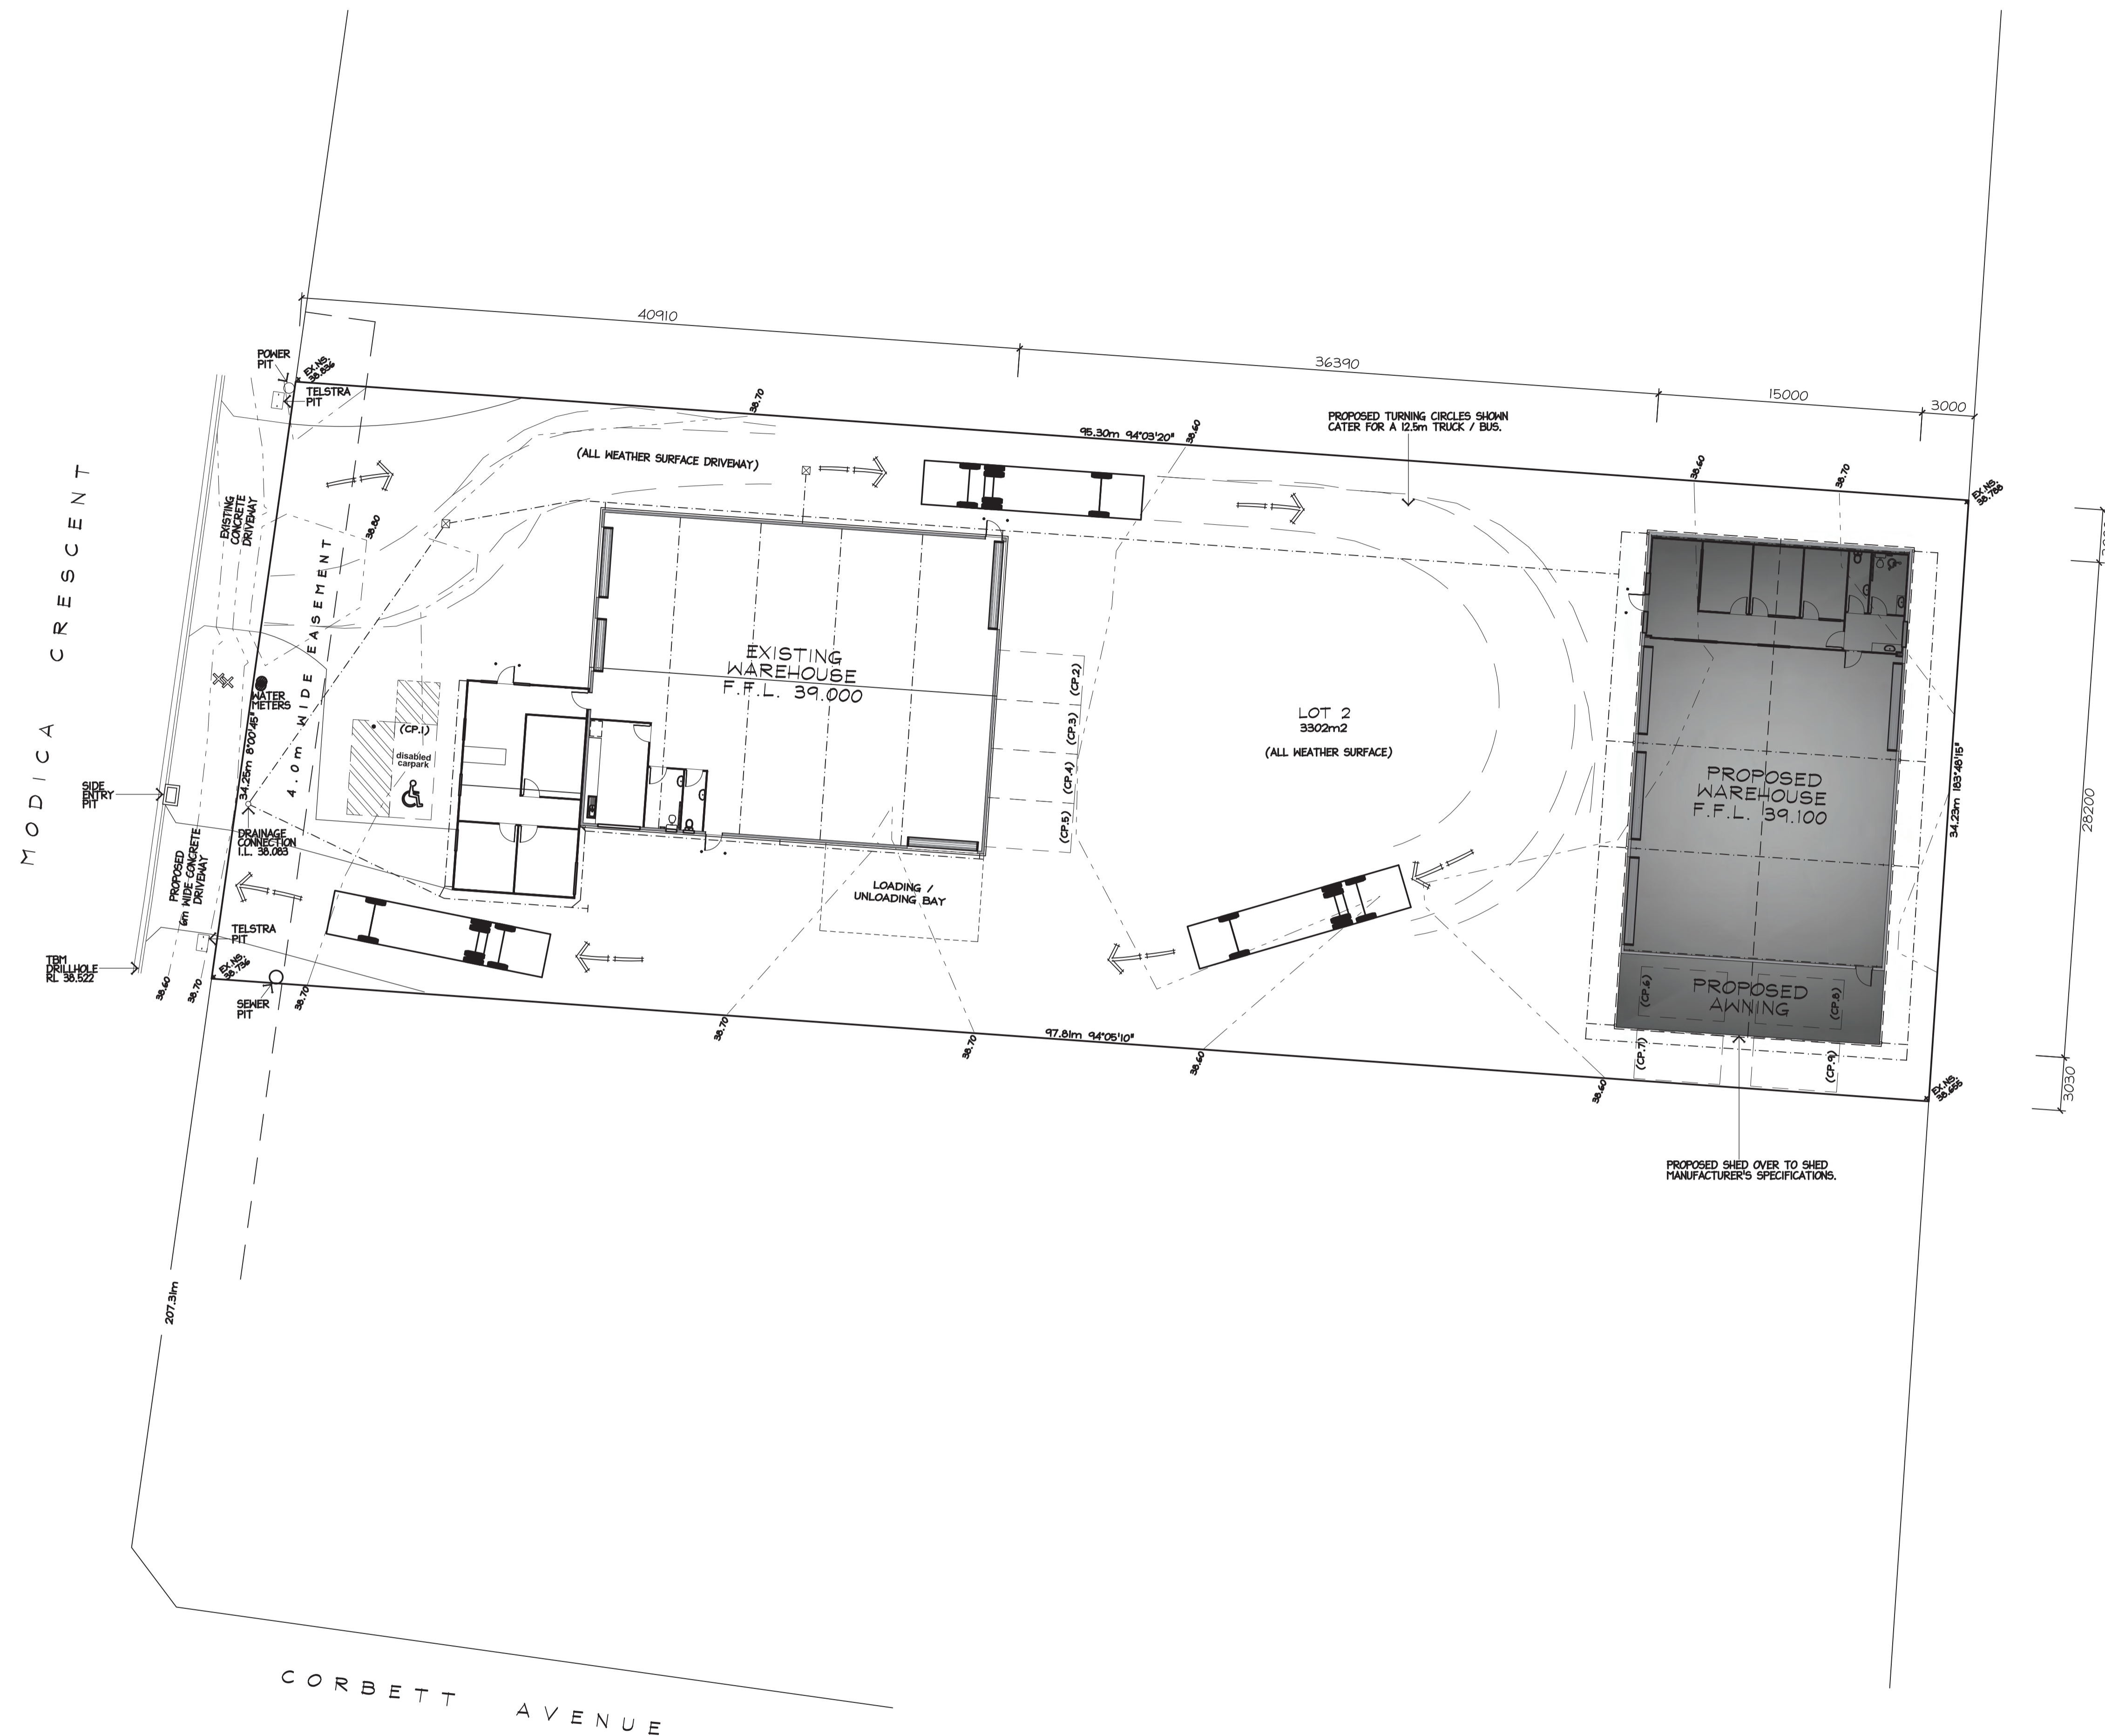 40910
36390
15000
3000
POWER
PIT
EX.NS.
38.836
TELSTRA
PIT
38.70
PROPOSED TURNING CIRCLES SHOWN
CATER FOR A 12.5m TRUCK / BUS.
95.30m 94°03'20"
38.60
(ALL WEATHER SURFACE DRIVEWAY)
38.60
38.70
EX.NS.
38.788
MODICA CRESCENT
EXISTING
CONCRETE
DRIVEWAY
38.80
4.0m WIDE EASEMENT
EXISTING
WAREHOUSE
F.F.L. 39.000
(CP.2)
(CP.3)
(CP.4)
(CP.5)
LOT 2
3302m2
(ALL WEATHER SURFACE)
WATER
METERS
34.25m 8°00'45"
(CP.1)
disabled
carpark
SIDE
ENTRY
PIT
PROPOSED
WAREHOUSE
F.F.L. 39.100
34.23m 183°48'15"
28200
DRAINAGE
CONNECTION
I.L. 38.083
PROPOSED
6m WIDE CONCRETE
DRIVEWAY
LOADING /
UNLOADING BAY
TELSTRA
PIT
TBM
DRILLHOLE
RL 38.522
EX.NS.
38.736
38.60
38.70
SEWER
PIT
38.70
38.70
38.70
97.81m 94°05'10"
38.60
38.60
PROPOSED
AWNING
(CP.6)
(CP.8)
(CP.7)
(CP.9)
EX.NS.
38.655
3030
PROPOSED SHED OVER TO SHED
MANUFACTURER'S SPECIFICATIONS.
207.31m
CORBETT AVENUE